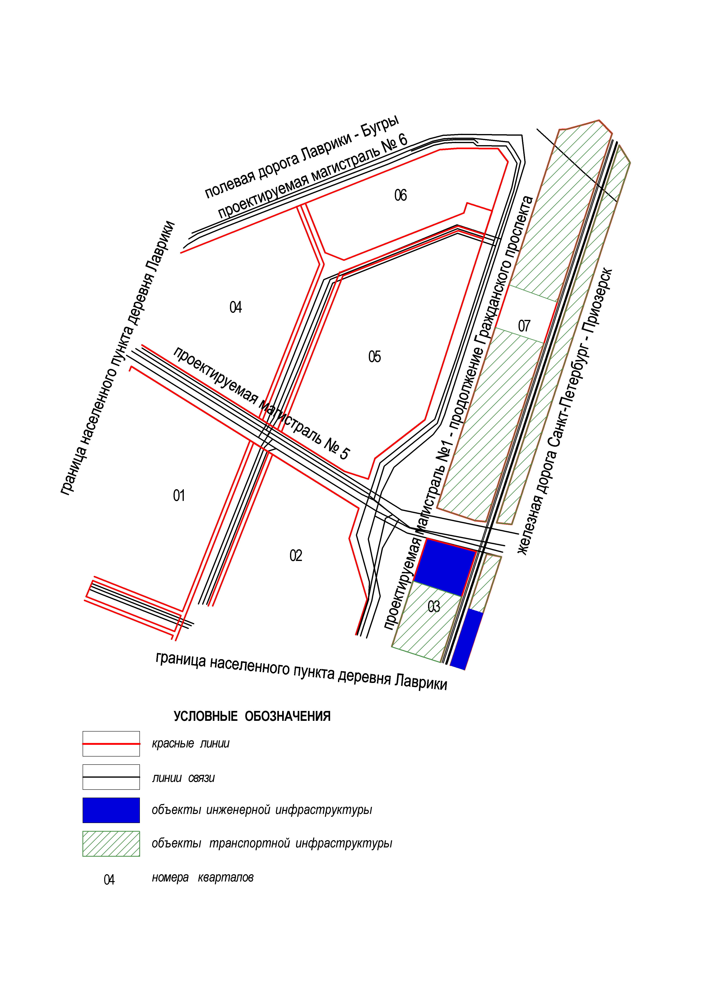 полевая дорога Лаврики - Бугры
проектируемая магистраль № 6
06
граница населенного пункта деревня Лаврики
04
07
проектируемая магистраль №1 - продолжение Гражданского проспекта
железная дорога Санкт-Петербург - Приозерск
05
проектируемая магистраль № 5
01
02
03
граница населенного пункта деревня Лаврики
УСЛОВНЫЕ ОБОЗНАЧЕНИЯ
красные линии
линии связи
объекты инженерной инфраструктуры
объекты транспортной инфраструктуры
04 номера кварталов